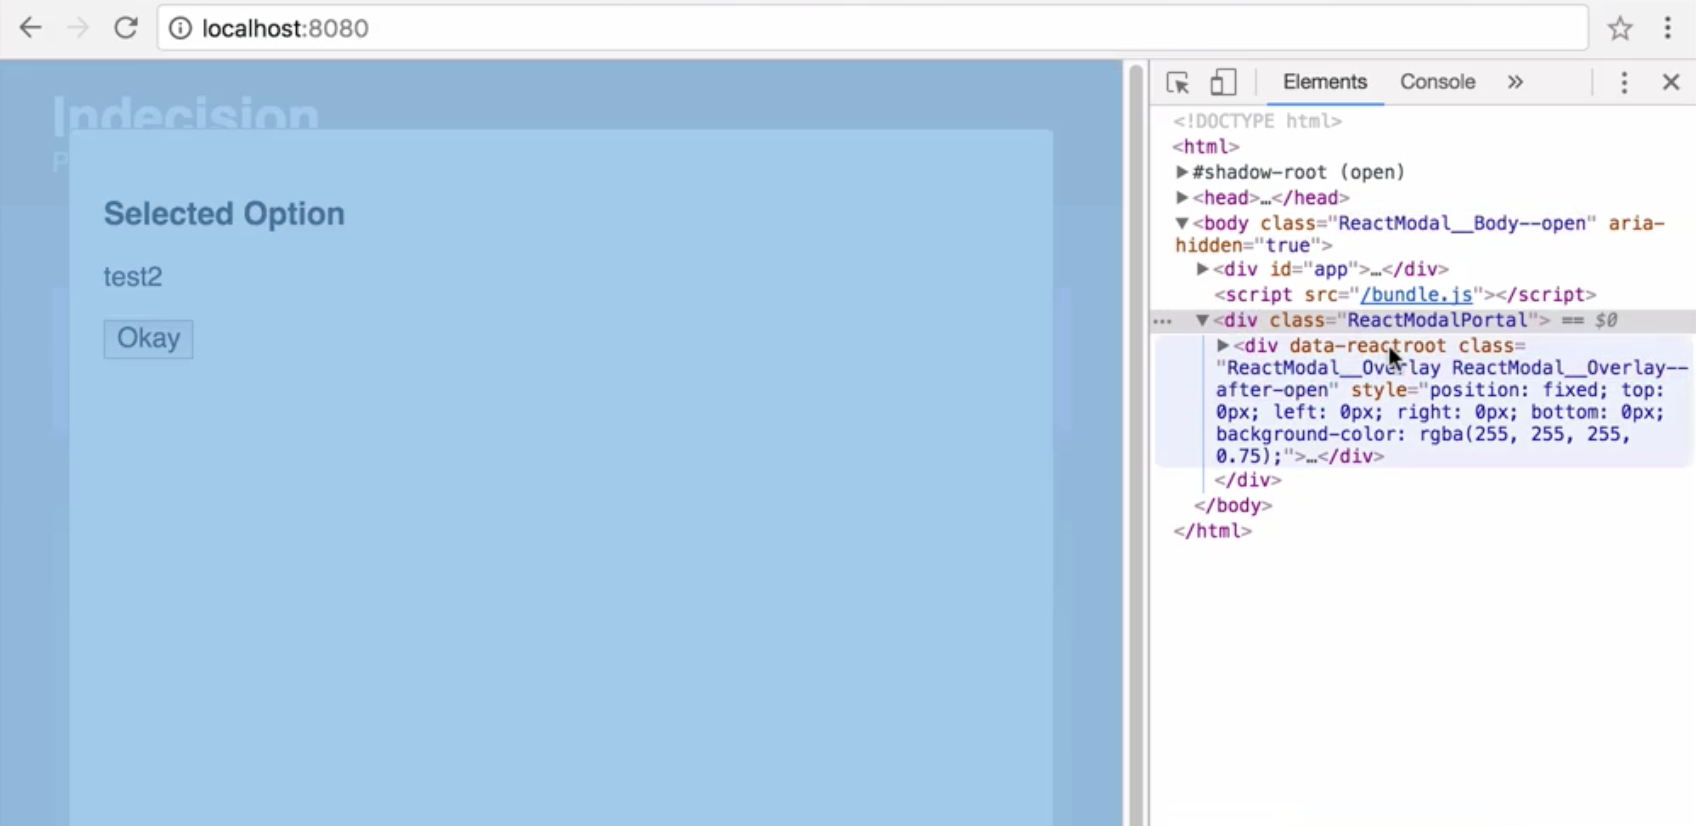 localhost:8080
Indecision
P
Selected Option
test2
Okay
Elements Console »
<!DOCTYPE html>
<html>
▶#shadow-root (open)
▶<head>…</head>
▼<body class="ReactModal__Body--open" aria-
hidden="true">
▶<div id="app">…</div>
<script src="/bundle.js"></script>
… ▼<div class="ReactModalPortal"> == $0
▶<div data-reactroot class=
"ReactModal__Overlay ReactModal__Overlay--
after-open" style="position: fixed; top:
0px; left: 0px; right: 0px; bottom: 0px;
background-color: rgba(255, 255, 255,
0.75);">…</div>
</div>
</body>
</html>